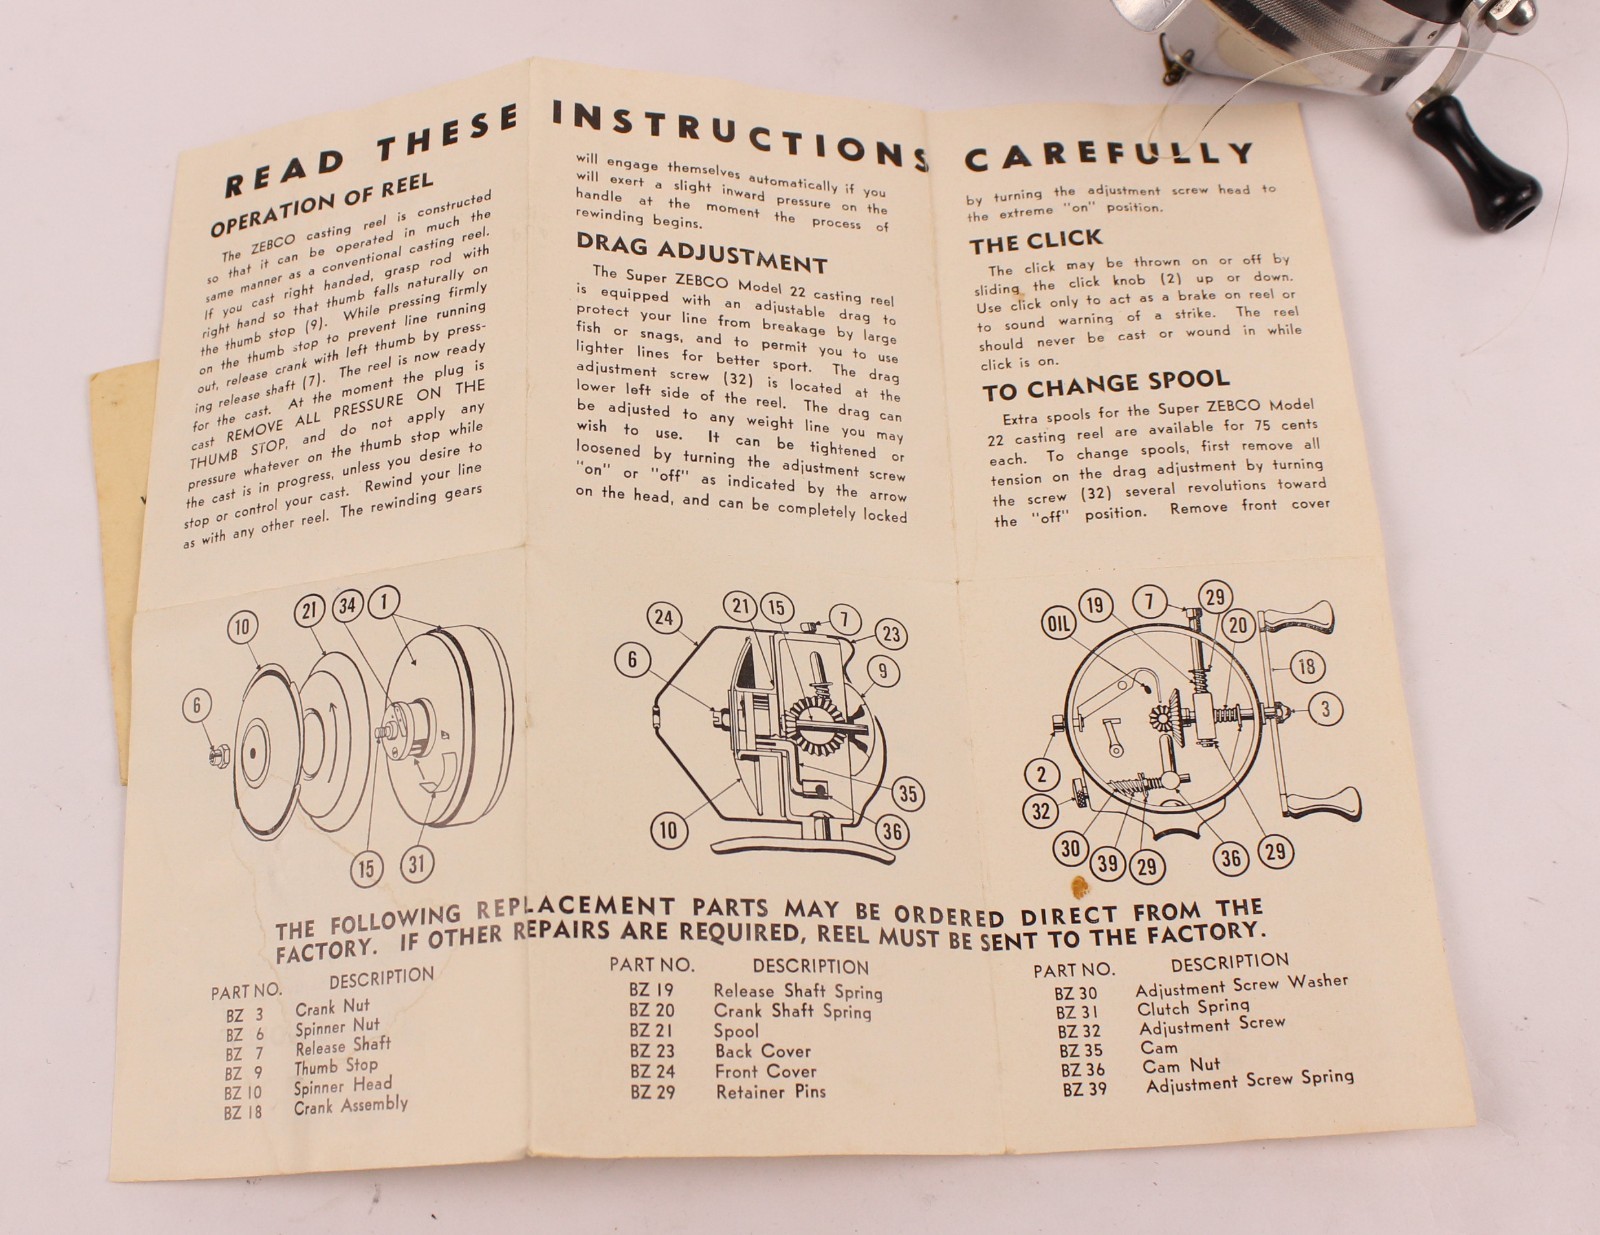 READ THESE INSTRUCTIONS CAREFULLY
OPERATION OF REEL
The ZEBCO casting reel is constructed
so that it can be operated in much the
same manner as a conventional casting reel.
If you cast right handed, grasp rod with
right hand so that thumb falls naturally on
the thumb stop (9). While pressing firmly
on the thumb stop to prevent line running
out, release crank with left thumb by press-
ing release shaft (7). The reel is now ready
for the cast. At the moment the plug is
cast REMOVE ALL PRESSURE ON THE
THUMB STOP, and do not apply any
pressure whatever on the thumb stop while
the cast is in progress, unless you desire to
stop or control your cast. Rewind your line
as with any other reel. The rewinding gears
will engage themselves automatically if you
will exert a slight inward pressure on the
handle at the moment the process of
rewinding begins.
DRAG ADJUSTMENT
The Super ZEBCO Model 22 casting reel
is equipped with an adjustable drag to
protect your line from breakage by large
fish or snags, and to permit you to use
lighter lines for better sport. The drag
adjustment screw (32) is located at the
lower left side of the reel. The drag can
be adjusted to any weight line you may
wish to use. It can be tightened or
loosened by turning the adjustment screw
"on" or "off" as indicated by the arrow
on the head, and can be completely locked
by turning the adjustment screw head to
the extreme "on" position.
THE CLICK
The click may be thrown on or off by
sliding the click knob (2) up or down.
Use click only to act as a brake on reel or
to sound warning of a strike. The reel
should never be cast or wound in while
click is on.
TO CHANGE SPOOL
Extra spools for the Super ZEBCO Model
22 casting reel are available for 75 cents
each. To change spools, first remove all
tension on the drag adjustment by turning
the screw (32) several revolutions toward
the "off" position. Remove front cover
6
10
21
34
1
15
31
24
21
15
7
23
6
9
35
10
36
OIL
19
7
29
20
18
3
2
32
30
39
29
36
29
THE FOLLOWING REPLACEMENT PARTS MAY BE ORDERED DIRECT FROM THE
FACTORY. IF OTHER REPAIRS ARE REQUIRED, REEL MUST BE SENT TO THE FACTORY.
PART NO. DESCRIPTION
BZ 3 Crank Nut
BZ 6 Spinner Nut
BZ 7 Release Shaft
BZ 9 Thumb Stop
BZ 10 Spinner Head
BZ 18 Crank Assembly
PART NO. DESCRIPTION
BZ 19 Release Shaft Spring
BZ 20 Crank Shaft Spring
BZ 21 Spool
BZ 23 Back Cover
BZ 24 Front Cover
BZ 29 Retainer Pins
PART NO. DESCRIPTION
BZ 30 Adjustment Screw Washer
BZ 31 Clutch Spring
BZ 32 Adjustment Screw
BZ 35 Cam
BZ 36 Cam Nut
BZ 39 Adjustment Screw Spring